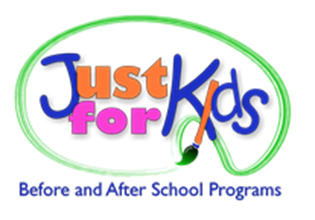 Just
for Kids
Before and After School Programs